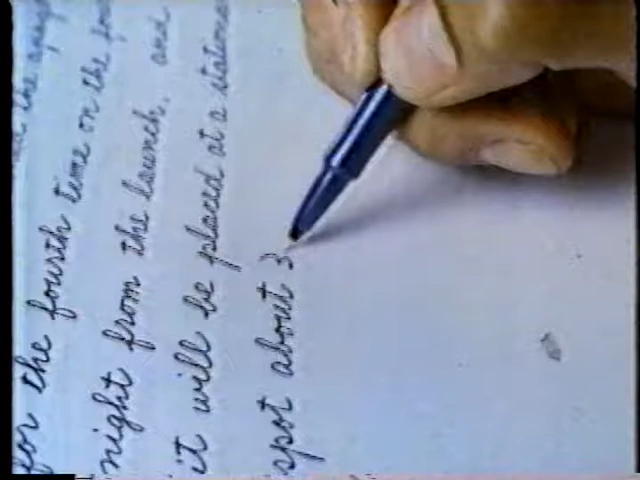 for the fourth time on the
night from the launch, and
it will be placed at a
spot about 3